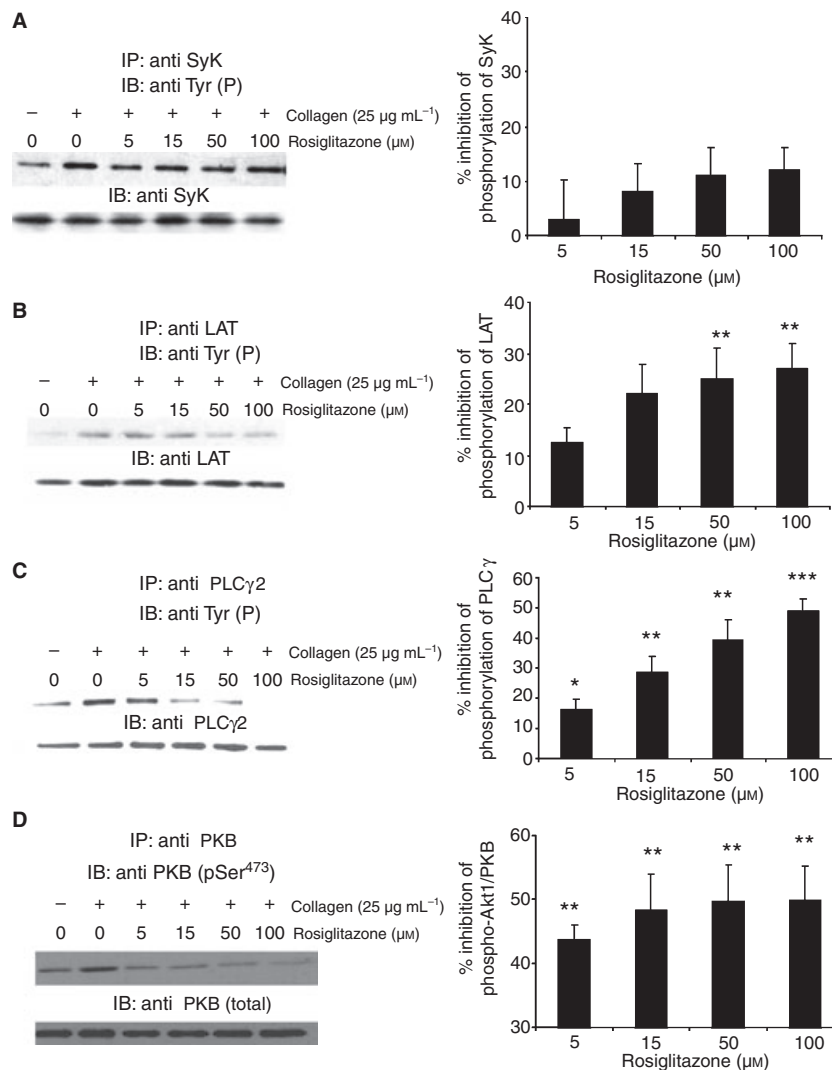 A
IP: anti SyK
IB: anti Tyr (P)
– + + + + + Collagen (25 µg mL⁻¹)
0 0 5 15 50 100 Rosiglitazone (µM)
IB: anti SyK
% inhibition of
phosphorylation of SyK
40
30
20
10
0
5 15 50 100
Rosiglitazone (µM)
B
IP: anti LAT
IB: anti Tyr (P)
– + + + + + Collagen (25 µg mL⁻¹)
0 0 5 15 50 100 Rosiglitazone (µM)
IB: anti LAT
% inhibition of
phosphorylation of LAT
40
30
20
10
0
** **
5 15 50 100
Rosiglitazone (µM)
C
IP: anti PLCγ2
IB: anti Tyr (P)
– + + + + + Collagen (25 µg mL⁻¹)
0 0 5 15 50 100 Rosiglitazone (µM)
IB: anti PLCγ2
% inhibition of
phosphorylation of PLCγ
60
50
40
30
20
10
0
* ** ** ***
5 15 50 100
Rosiglitazone (µM)
D
IP: anti PKB
IB: anti PKB (pSer⁴⁷³)
– + + + + + Collagen (25 µg mL⁻¹)
0 0 5 15 50 100 Rosiglitazone (µM)
IB: anti PKB (total)
% inhibition of
phospho-Akt1/PKB
60
50
40
30
** ** ** **
5 15 50 100
Rosiglitazone (µM)